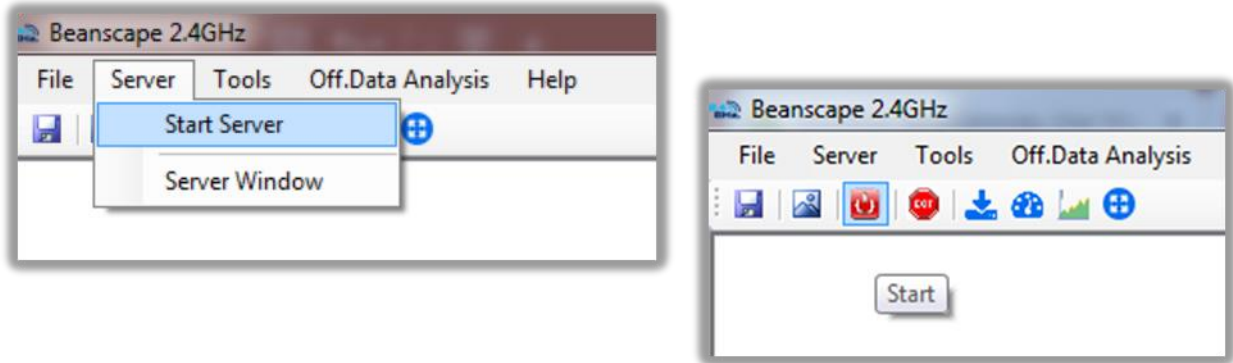 Beanscape 2.4GHz
File Server Tools Off.Data Analysis Help
Start Server
Server Window
Beanscape 2.4GHz
File Server Tools Off.Data Analysis
Start